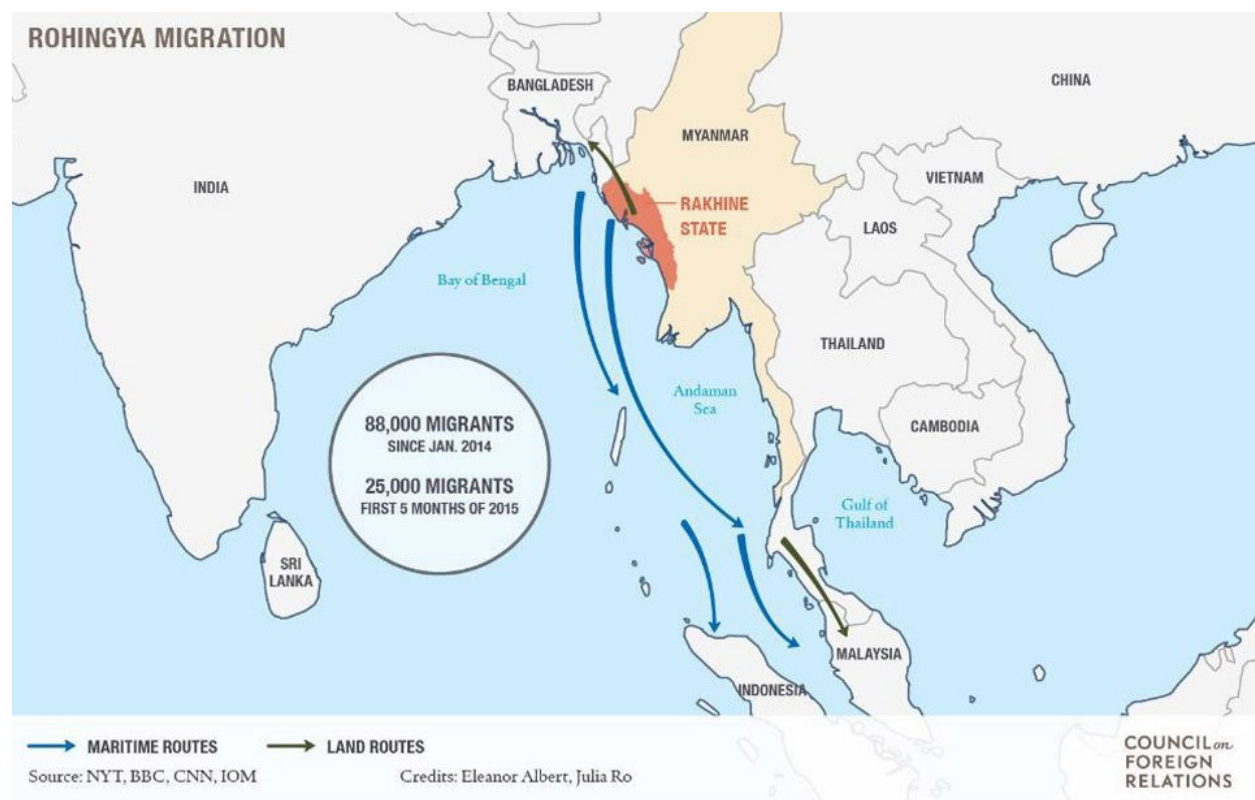 ROHINGYA MIGRATION
BANGLADESH
CHINA
MYANMAR
INDIA
VIETNAM
RAKHINE
STATE
LAOS
Bay of Bengal
THAILAND
Andaman
Sea
88,000 MIGRANTS
SINCE JAN. 2014
25,000 MIGRANTS
FIRST 5 MONTHS OF 2015
CAMBODIA
Gulf of
Thailand
SRI
LANKA
MALAYSIA
INDONESIA
MARITIME ROUTES
LAND ROUTES
Source: NYT, BBC, CNN, IOM
Credits: Eleanor Albert, Julia Ro
COUNCIL on
FOREIGN
RELATIONS